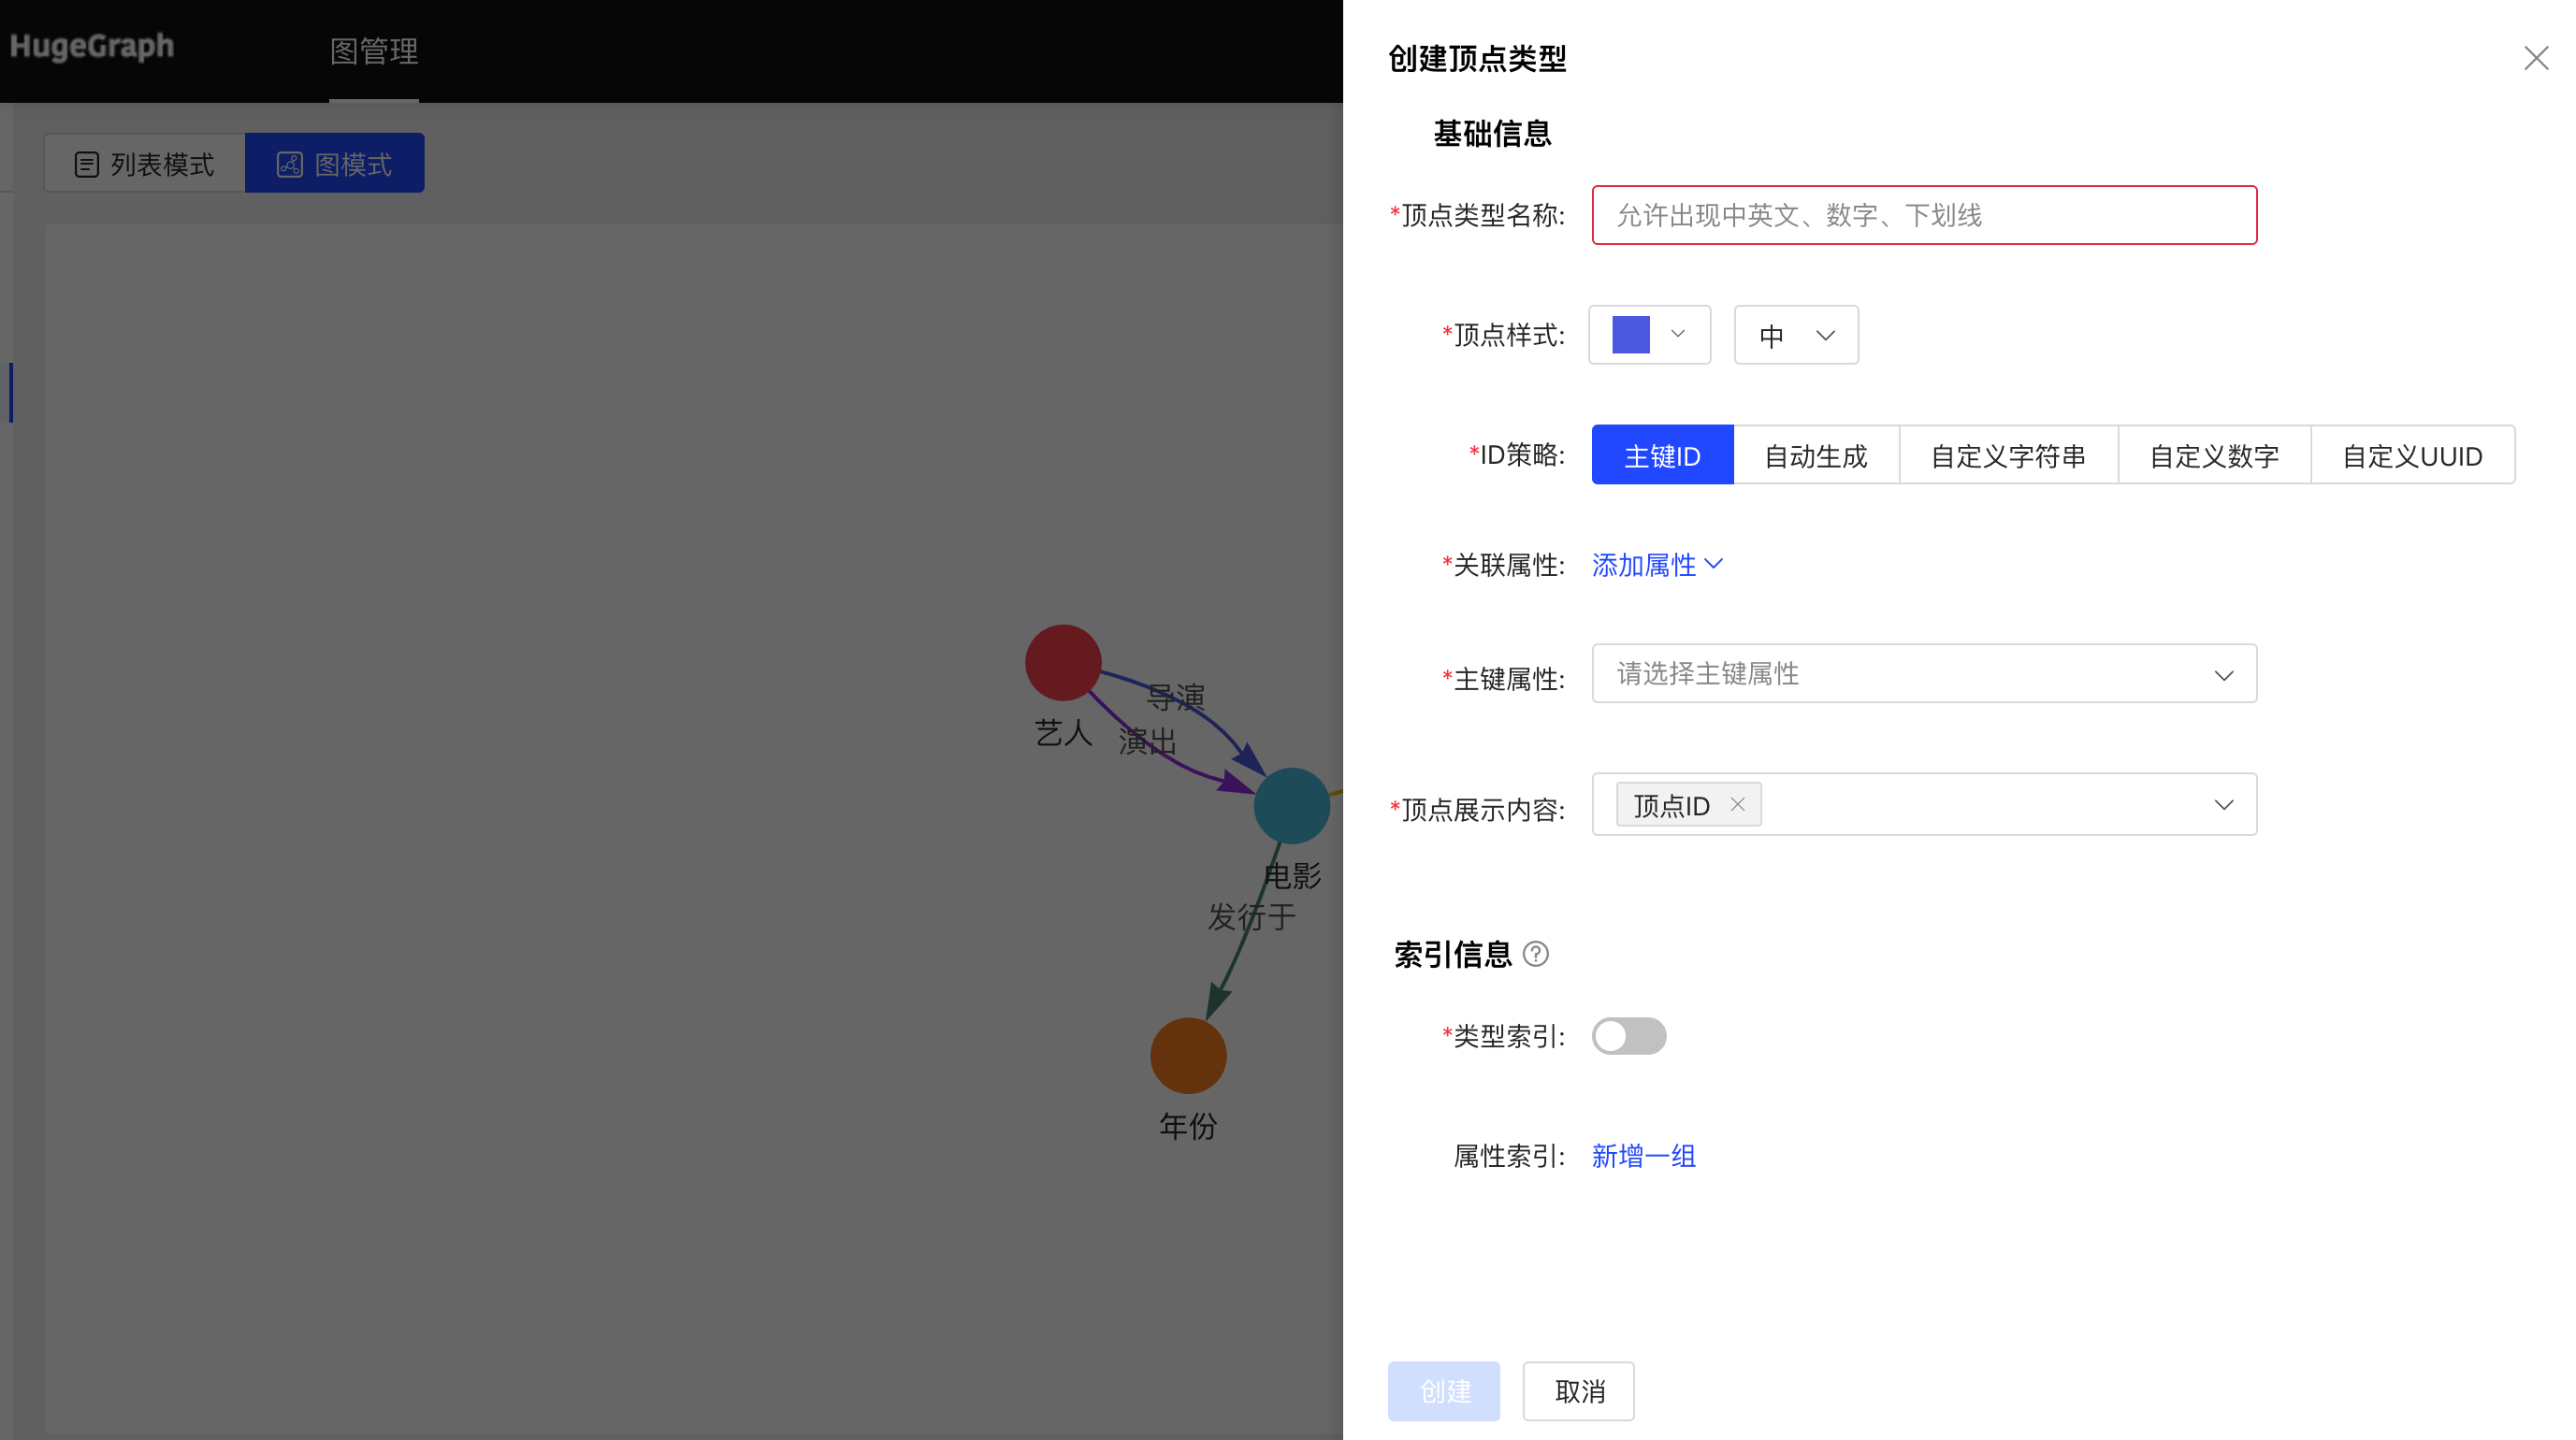 HugeGraph
图管理
列表模式
图模式
艺人
导演
演出
电影
发行于
年份
创建顶点类型
基础信息
*顶点类型名称: 允许出现中英文、数字、下划线
*顶点样式: 中
*ID策略: 主键ID 自动生成 自定义字符串 自定义数字 自定义UUID
*关联属性: 添加属性
*主键属性: 请选择主键属性
*顶点展示内容: 顶点ID
索引信息
*类型索引:
属性索引: 新增一组
创建 取消